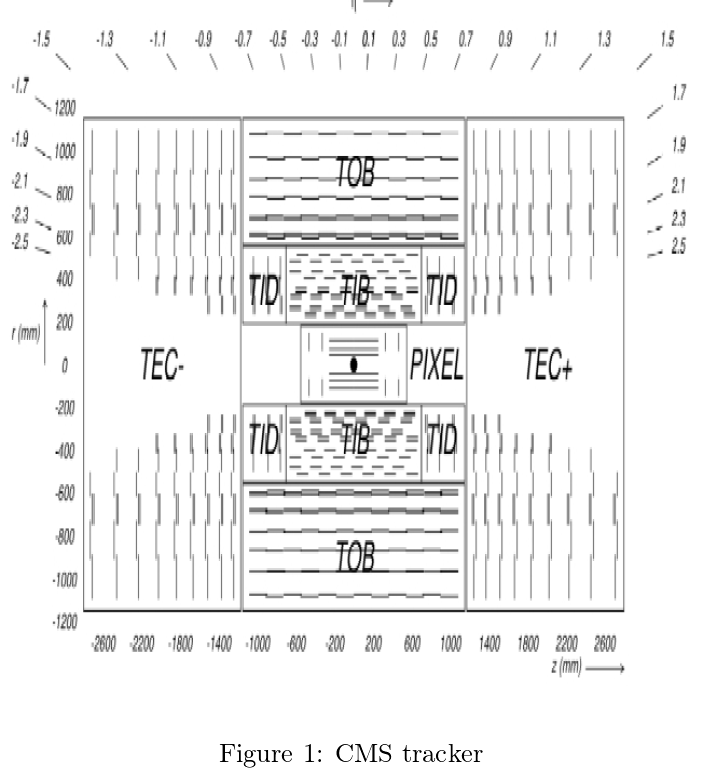 -1.5 -1.3 -1.1 -0.9 -0.7 -0.5 -0.3 -0.1 0.1 0.3 0.5 0.7 0.9 1.1 1.3 1.5
-1.7 1.7
1200
-1.9 1.9
1000
TOB
-2.1 2.1
800
-2.3 2.3
600
-2.5 2.5
400
TID TIB TID
200
r (mm)
0
TEC- PIXEL TEC+
-200
-400
TID TIB TID
-600
-800
TOB
-1000
-1200
-2600 -2200 -1800 -1400 -1000 -600 -200 200 600 1000 1400 1800 2200 2600
z (mm)
Figure 1: CMS tracker